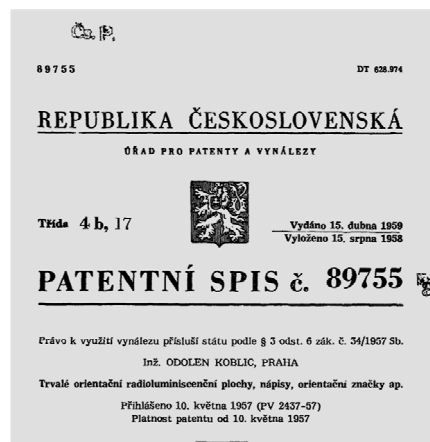 Čs. P.
89755 DT 628.974
REPUBLIKA ČESKOSLOVENSKÁ
ÚŘAD PRO PATENTY A VYNÁLEZY
Třída 4 b, 17
Vydáno 15. dubna 1959
Vyloženo 15. srpna 1958
PATENTNÍ SPIS č. 89755
Právo k využití vynálezu přísluší státu podle § 3 odst. 6 zák. č. 34/1957 Sb.
Inž. ODOLEN KOBLIC, PRAHA
Trvalé orientační radioluminiscenční plochy, nápisy, orientační značky ap.
Přihlášeno 10. května 1957 (PV 2437-57)
Platnost patentu od 10. května 1957